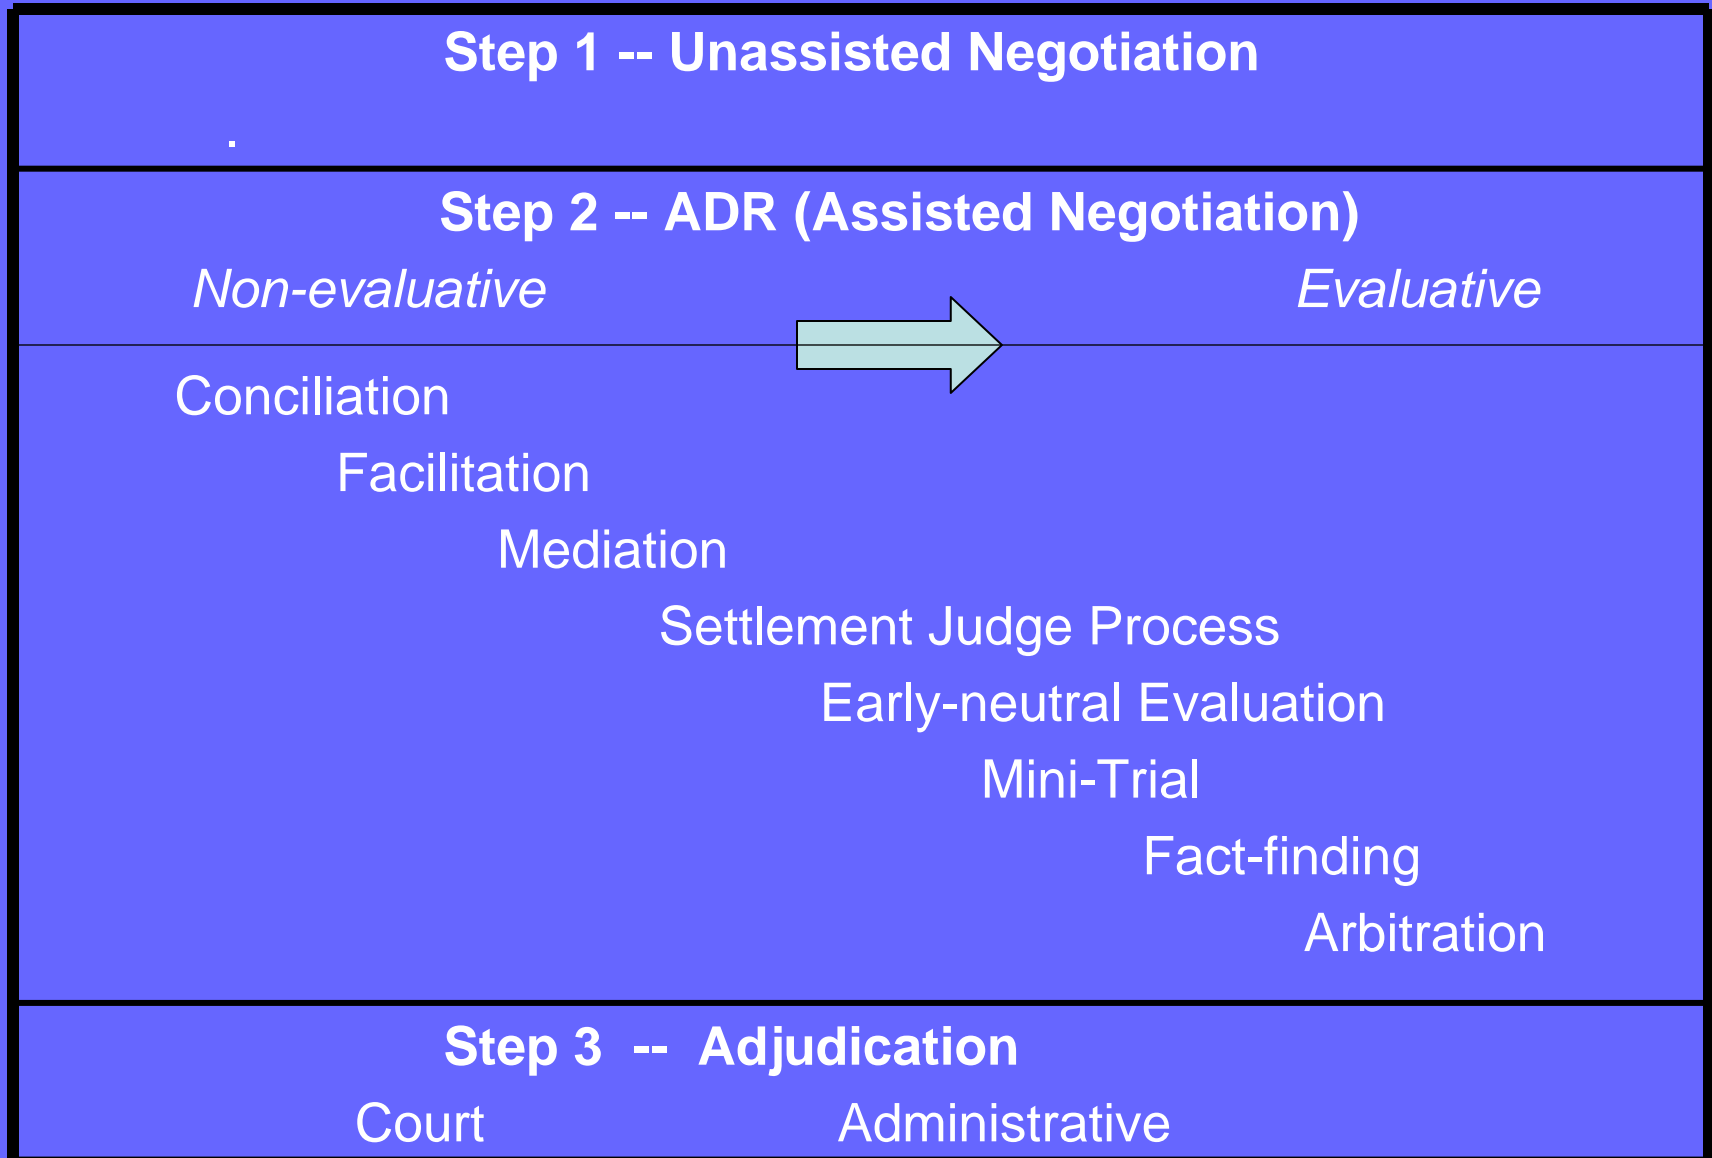 Step 1 -- Unassisted Negotiation
.
Step 2 -- ADR (Assisted Negotiation)
Non-evaluative Evaluative
Conciliation
Facilitation
Mediation
Settlement Judge Process
Early-neutral Evaluation
Mini-Trial
Fact-finding
Arbitration
Step 3 -- Adjudication
Court Administrative